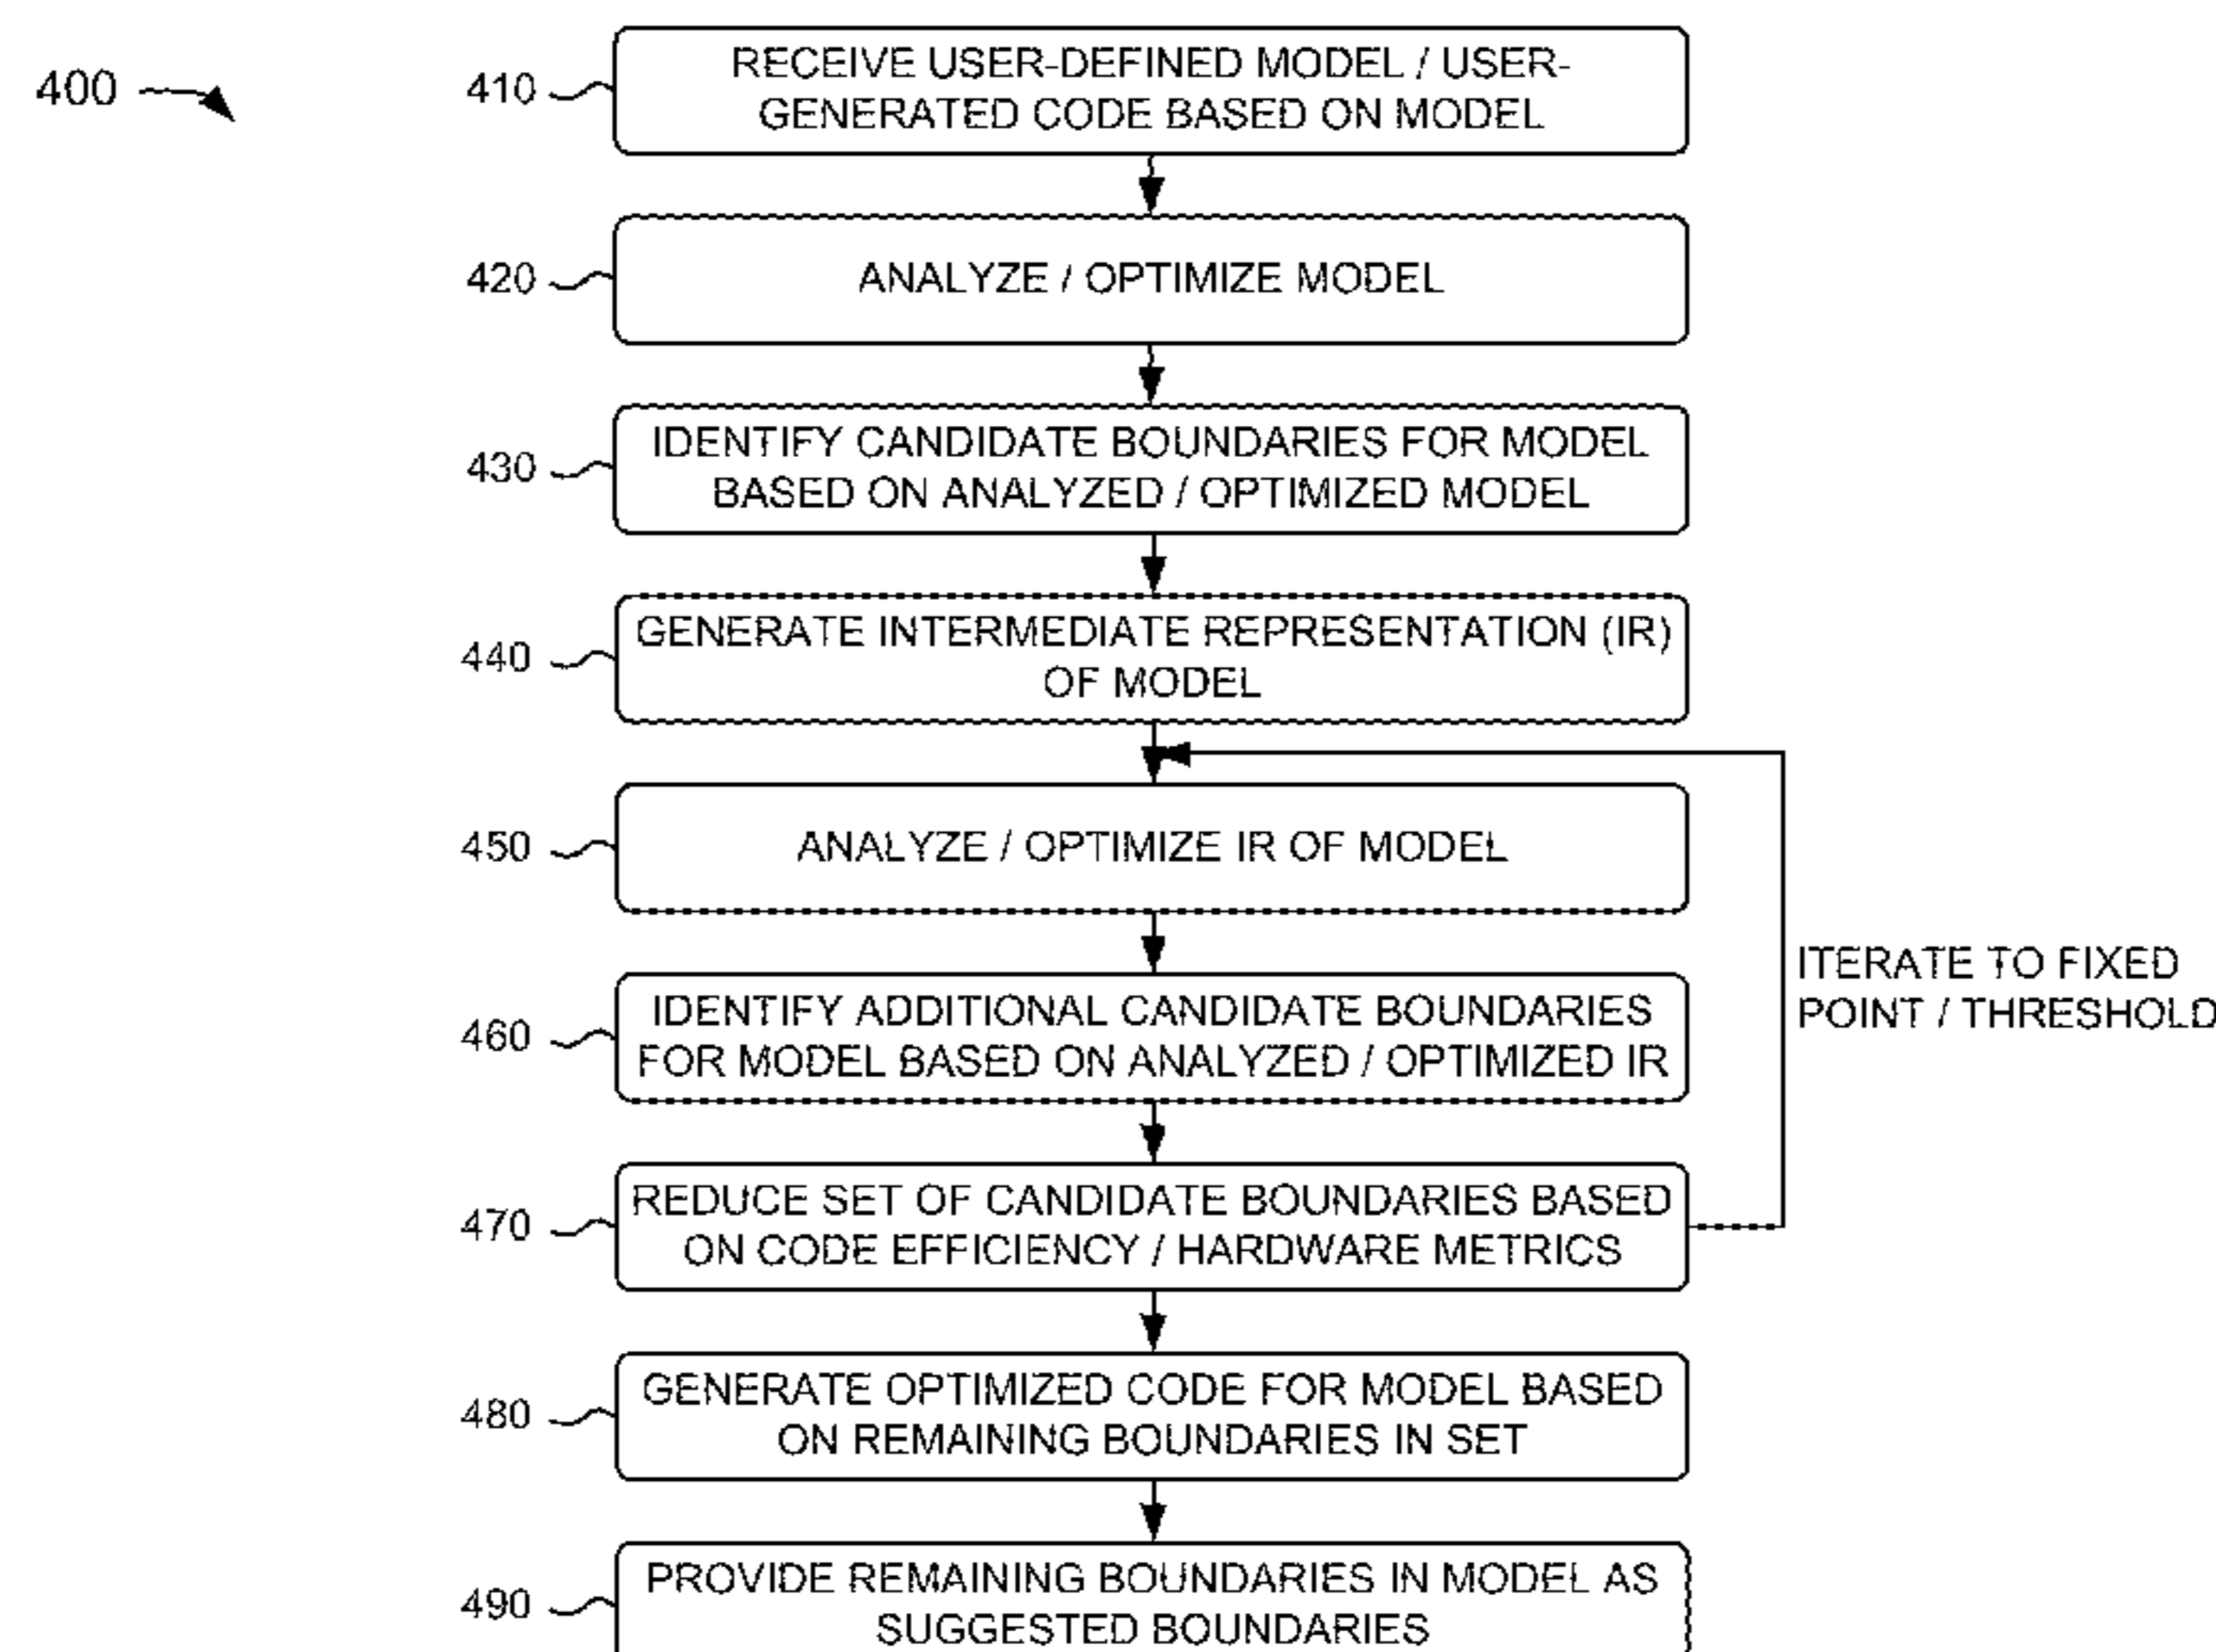 400
410
RECEIVE USER-DEFINED MODEL / USER-
GENERATED CODE BASED ON MODEL
420
ANALYZE / OPTIMIZE MODEL
430
IDENTIFY CANDIDATE BOUNDARIES FOR MODEL
BASED ON ANALYZED / OPTIMIZED MODEL
440
GENERATE INTERMEDIATE REPRESENTATION (IR)
OF MODEL
450
ANALYZE / OPTIMIZE IR OF MODEL
ITERATE TO FIXED
POINT / THRESHOLD
460
IDENTIFY ADDITIONAL CANDIDATE BOUNDARIES
FOR MODEL BASED ON ANALYZED / OPTIMIZED IR
470
REDUCE SET OF CANDIDATE BOUNDARIES BASED
ON CODE EFFICIENCY / HARDWARE METRICS
480
GENERATE OPTIMIZED CODE FOR MODEL BASED
ON REMAINING BOUNDARIES IN SET
490
PROVIDE REMAINING BOUNDARIES IN MODEL AS
SUGGESTED BOUNDARIES